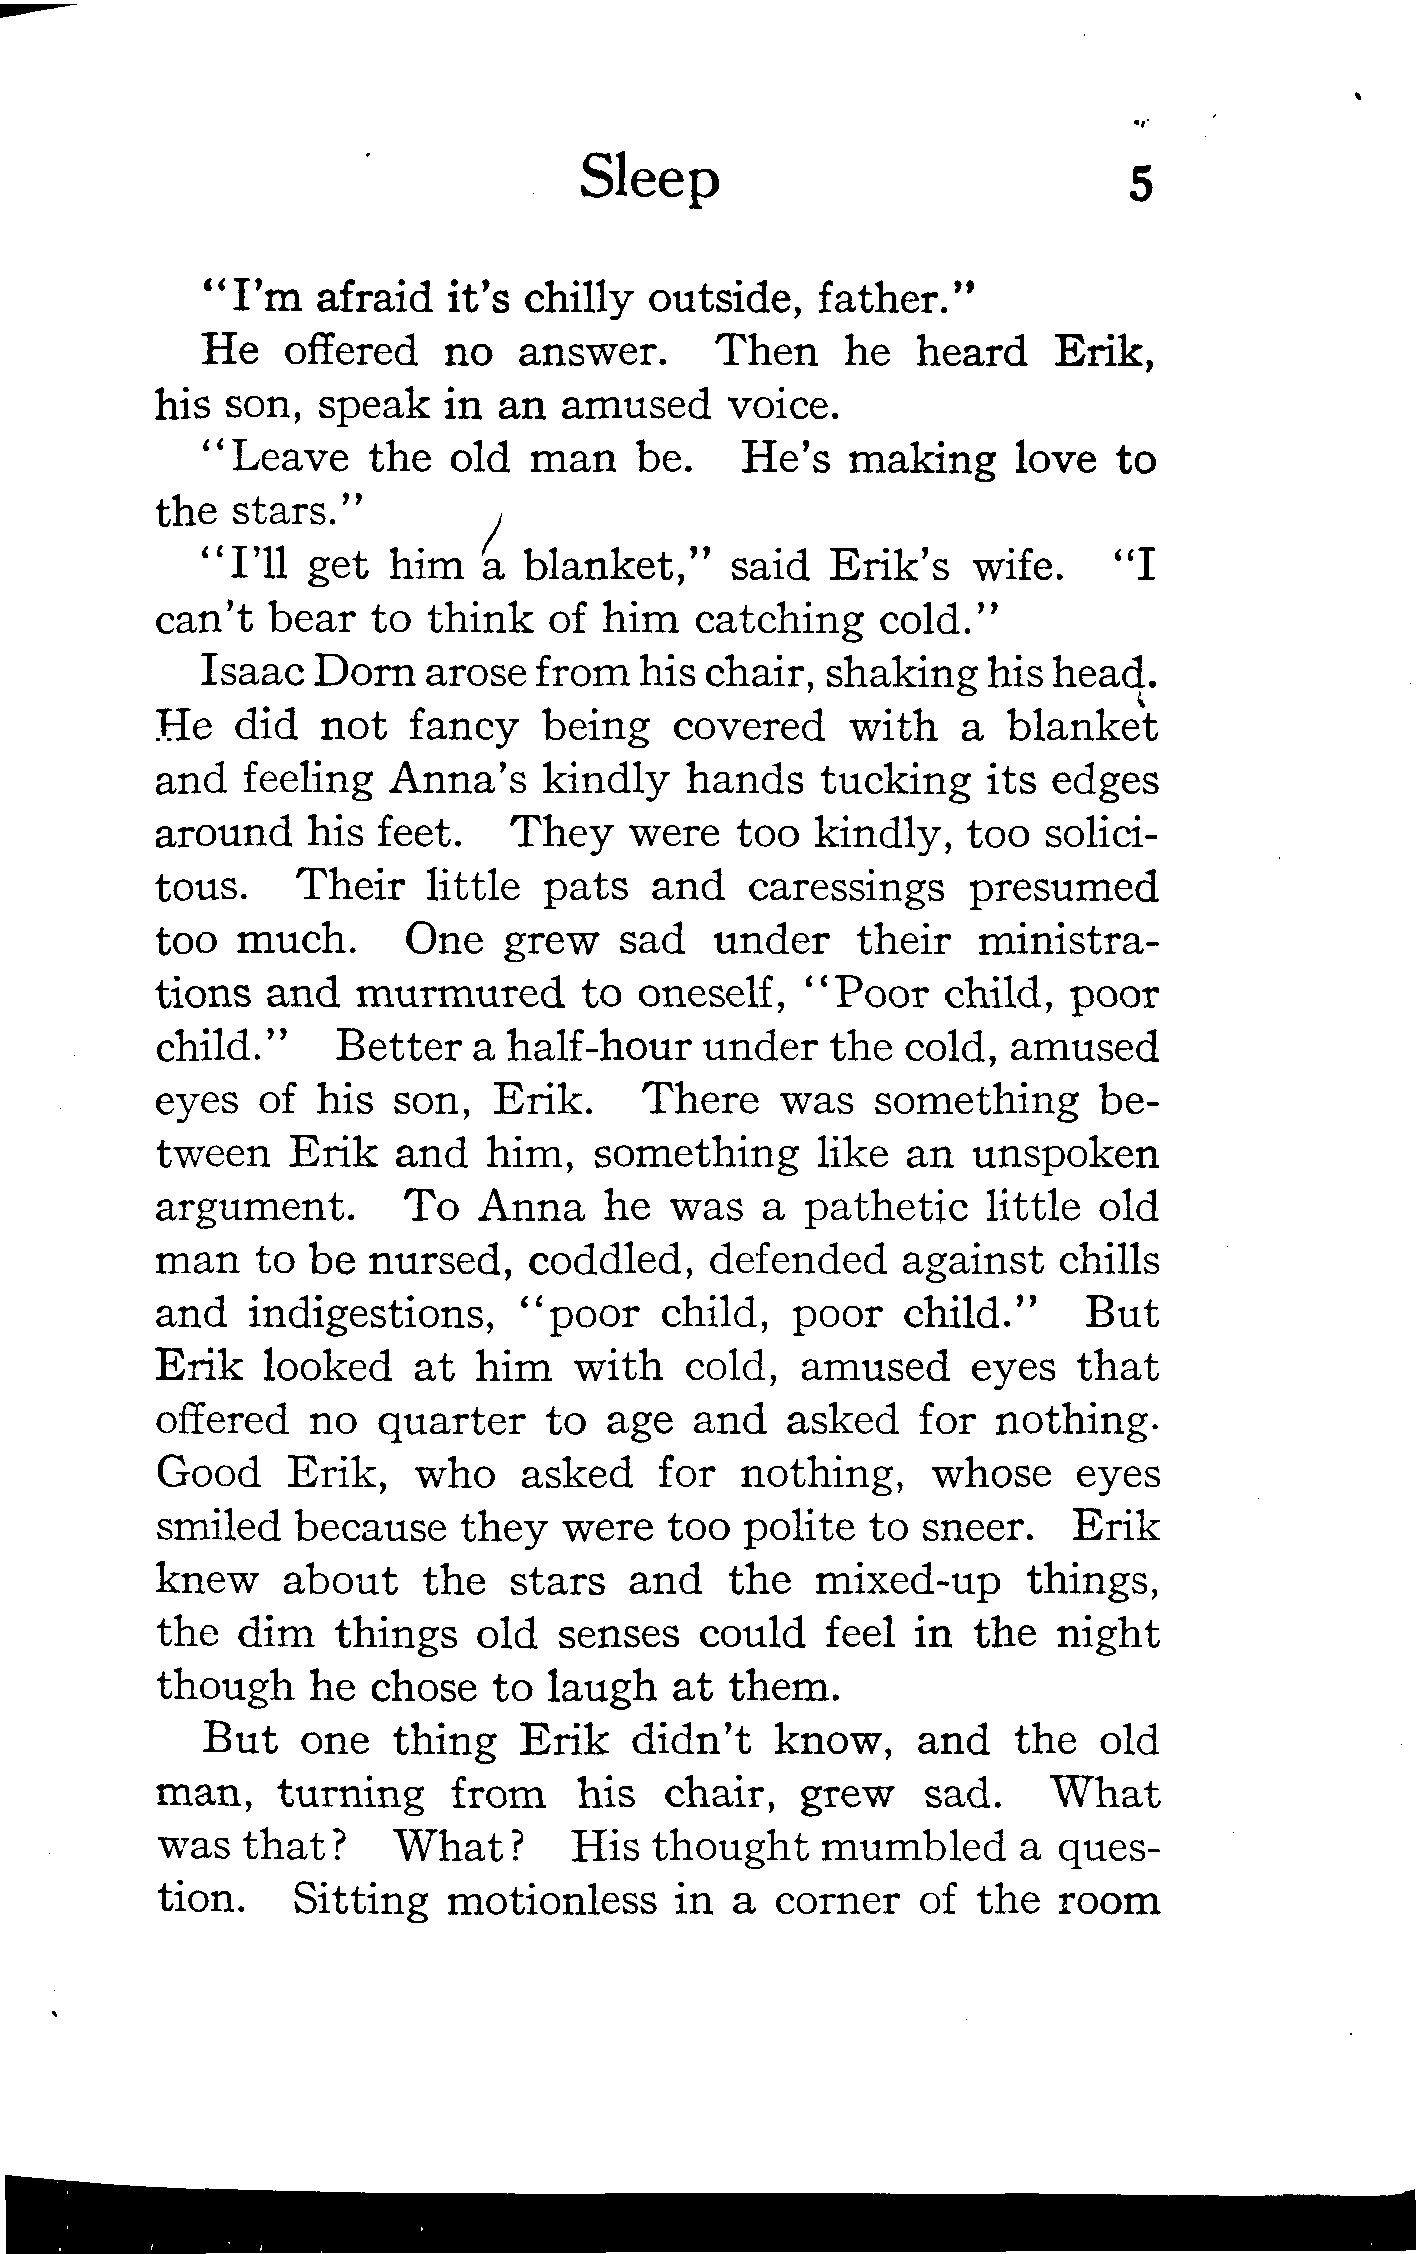 Sleep 5
"I'm afraid it's chilly outside, father."
He offered no answer. Then he heard Erik,
his son, speak in an amused voice.
"Leave the old man be. He's making love to
the stars."
"I'll get him a blanket," said Erik's wife. "I
can't bear to think of him catching cold."
Isaac Dorn arose from his chair, shaking his head.
He did not fancy being covered with a blanket
and feeling Anna's kindly hands tucking its edges
around his feet. They were too kindly, too solici-
tous. Their little pats and caressings presumed
too much. One grew sad under their ministra-
tions and murmured to oneself, "Poor child, poor
child." Better a half-hour under the cold, amused
eyes of his son, Erik. There was something be-
tween Erik and him, something like an unspoken
argument. To Anna he was a pathetic little old
man to be nursed, coddled, defended against chills
and indigestions, "poor child, poor child." But
Erik looked at him with cold, amused eyes that
offered no quarter to age and asked for nothing.
Good Erik, who asked for nothing, whose eyes
smiled because they were too polite to sneer. Erik
knew about the stars and the mixed-up things,
the dim things old senses could feel in the night
though he chose to laugh at them.
But one thing Erik didn't know, and the old
man, turning from his chair, grew sad. What
was that? What? His thought mumbled a ques-
tion. Sitting motionless in a corner of the room